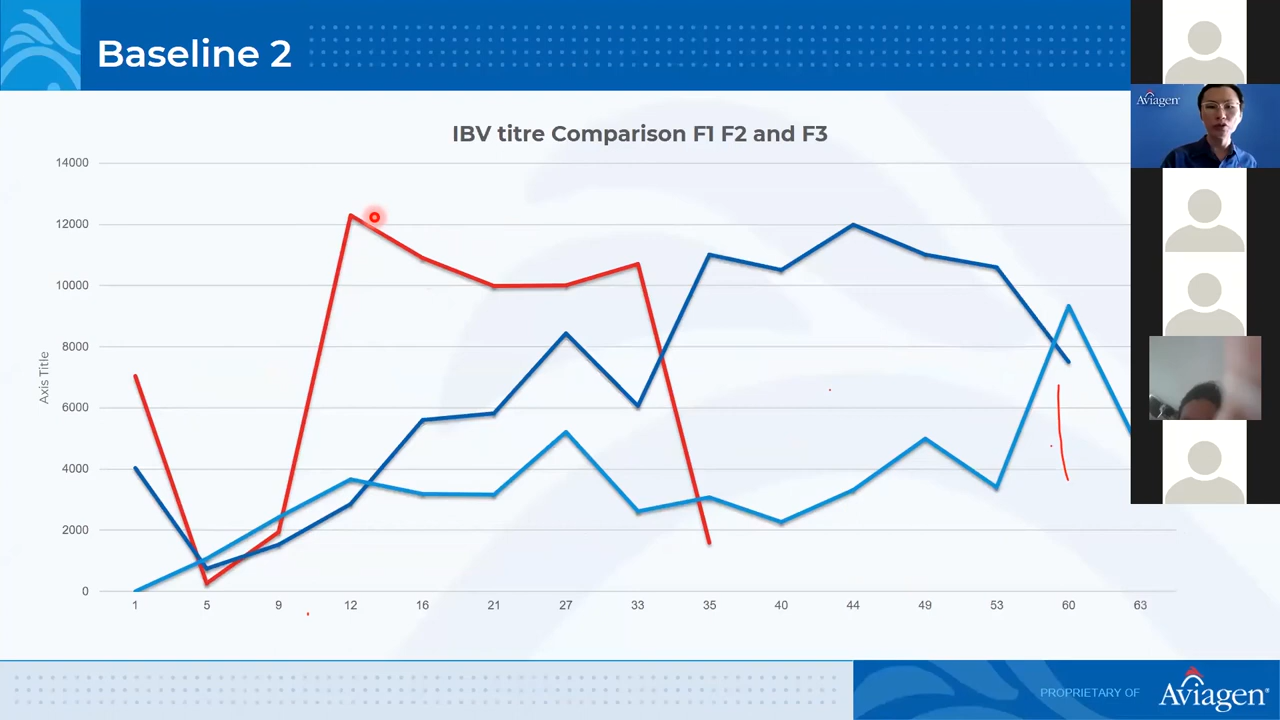 Baseline 2
Aviagen
IBV titre Comparison F1 F2 and F3
14000
12000
10000
8000
6000
4000
2000
0
Axis Title
1 5 9 12 16 21 27 33 35 40 44 49 53 60 63
PROPRIETARY OF
Aviagen®